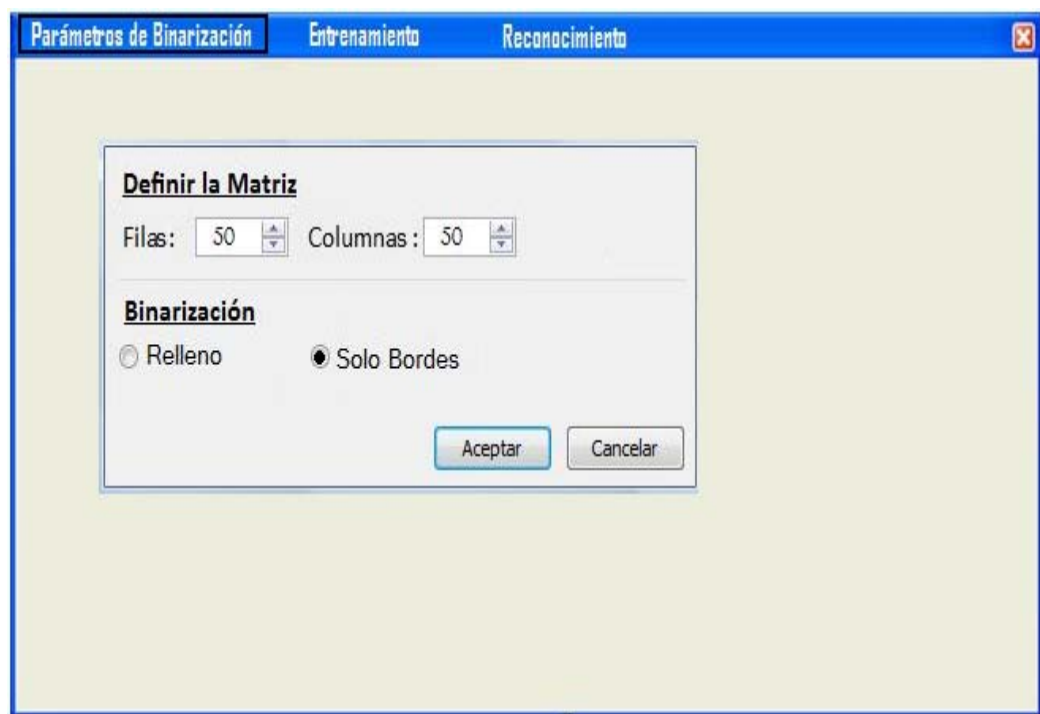 Parámetros de Binarización Entrenamiento Reconocimiento
Definir la Matriz
Filas: 50 Columnas : 50
Binarización
Relleno Solo Bordes
Aceptar Cancelar